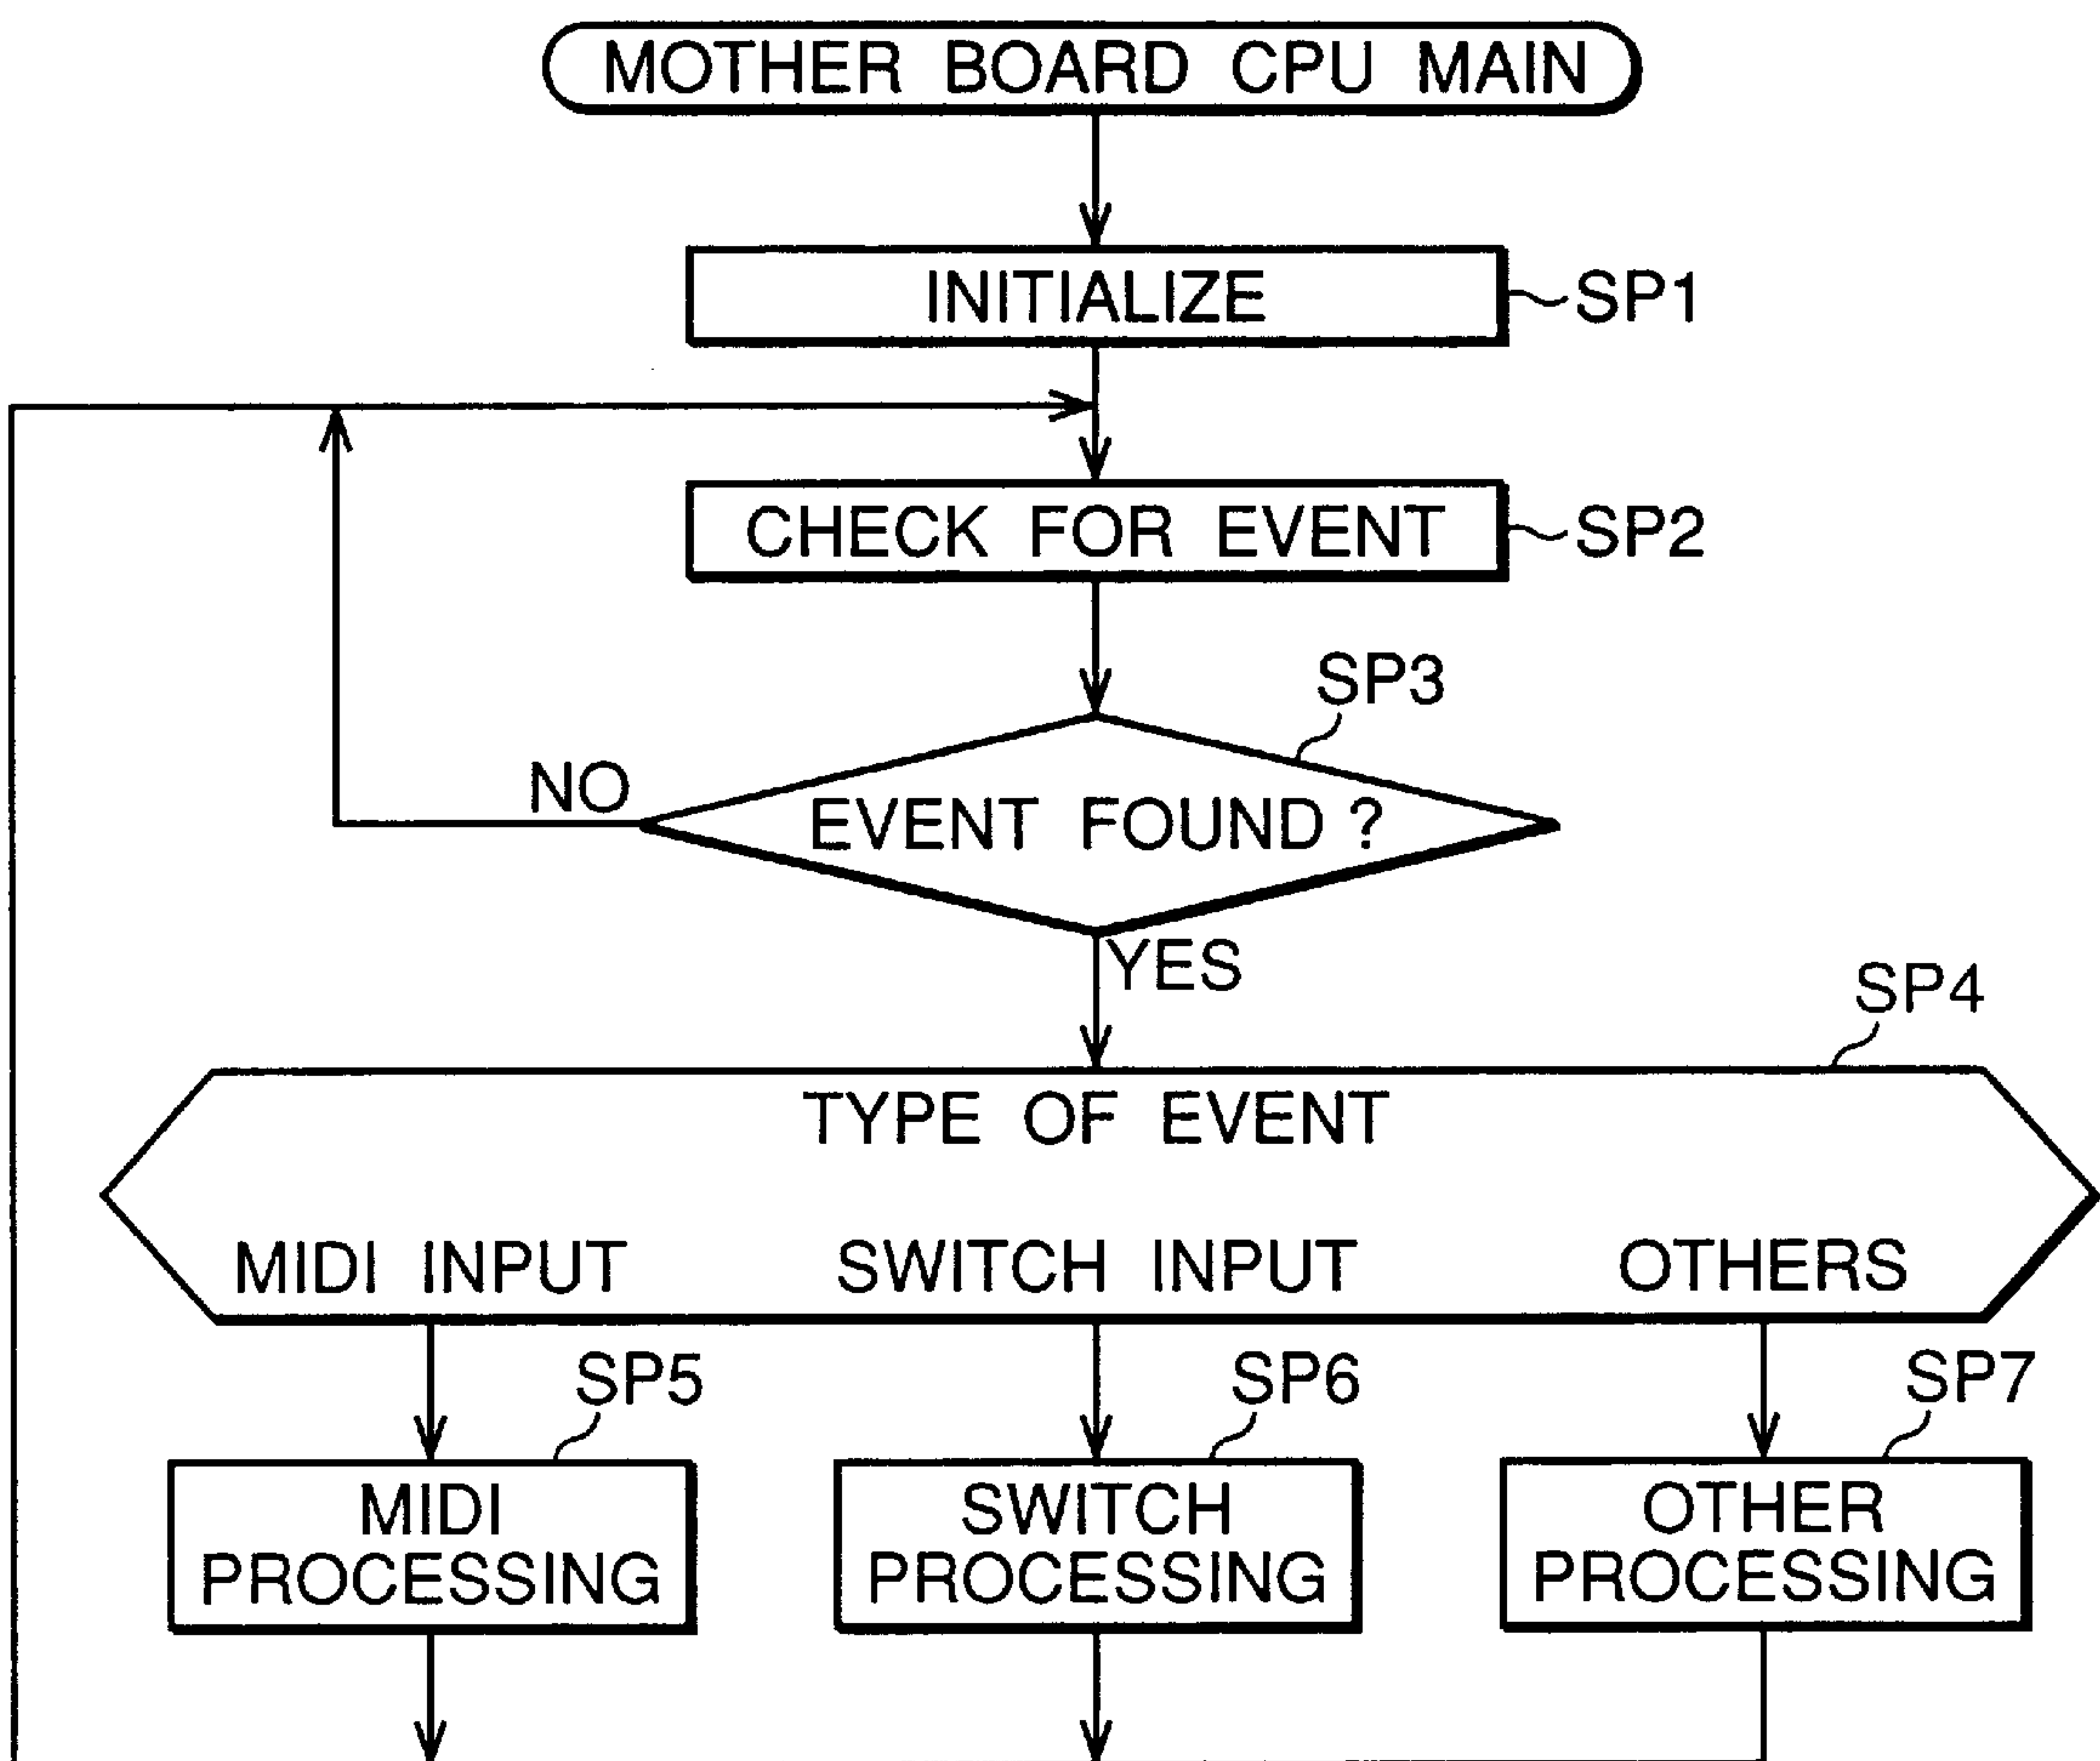 MOTHER BOARD CPU MAIN
INITIALIZE
SP1
CHECK FOR EVENT
SP2
SP3
NO
EVENT FOUND ?
YES
SP4
TYPE OF EVENT
MIDI INPUT
SWITCH INPUT
OTHERS
SP5
SP6
SP7
MIDI
PROCESSING
SWITCH
PROCESSING
OTHER
PROCESSING